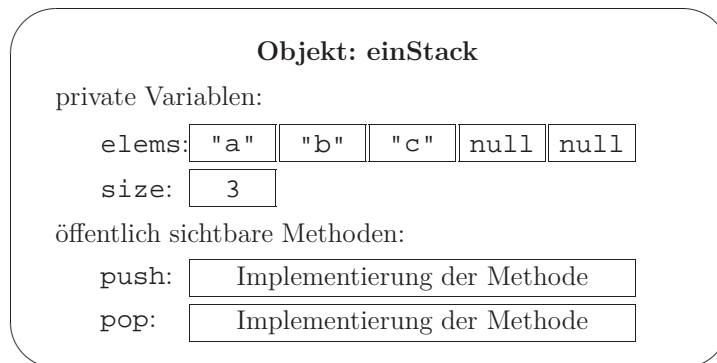 Objekt: einStack
private Variablen:
elems: "a" "b" "c" null null
size: 3
öffentlich sichtbare Methoden:
push: Implementierung der Methode
pop: Implementierung der Methode